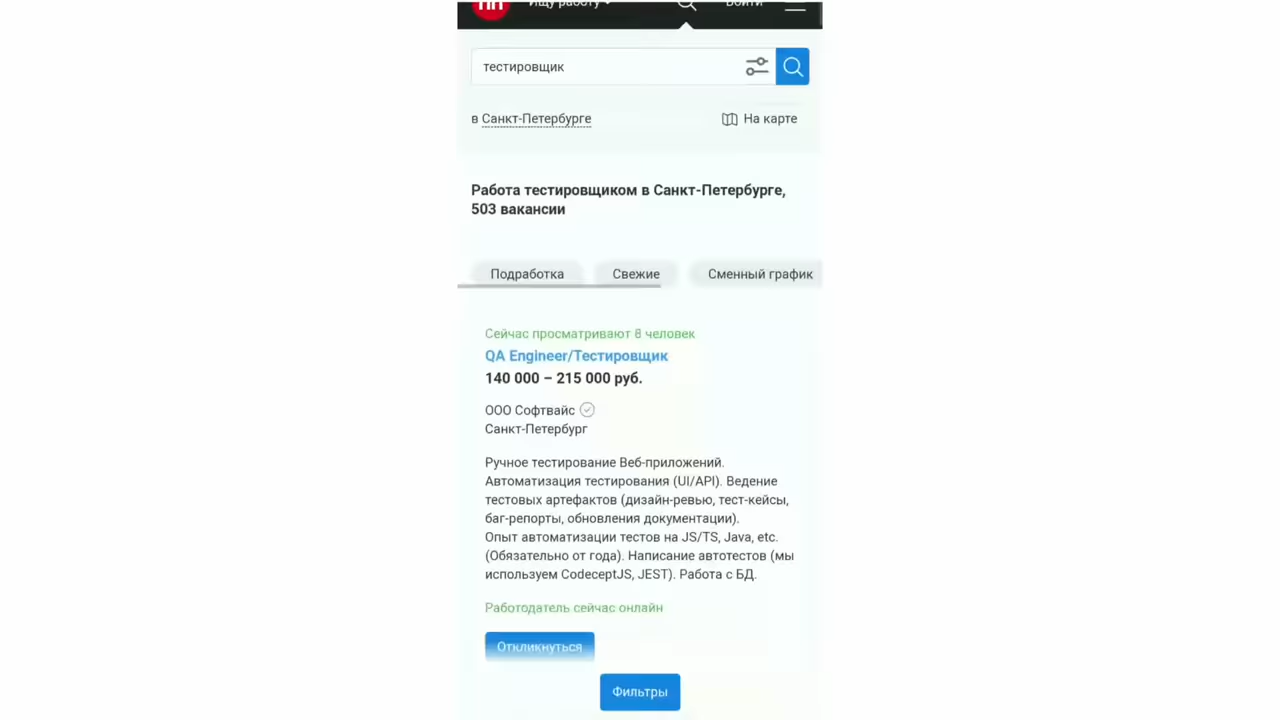 hh
Ищу работу
Войти
тестировщик
в Санкт-Петербурге
На карте
Работа тестировщиком в Санкт-Петербурге,
503 вакансии
Подработка
Свежие
Сменный график
Сейчас просматривают 8 человек
QA Engineer/Тестировщик
140 000 – 215 000 руб.
ООО Софтвайс
Санкт-Петербург
Ручное тестирование Веб-приложений.
Автоматизация тестирования (UI/API). Ведение
тестовых артефактов (дизайн-ревью, тест-кейсы,
баг-репорты, обновления документации).
Опыт автоматизации тестов на JS/TS, Java, etc.
(Обязательно от года). Написание автотестов (мы
используем CodeceptJS, JEST). Работа с БД.
Работодатель сейчас онлайн
Откликнуться
Фильтры